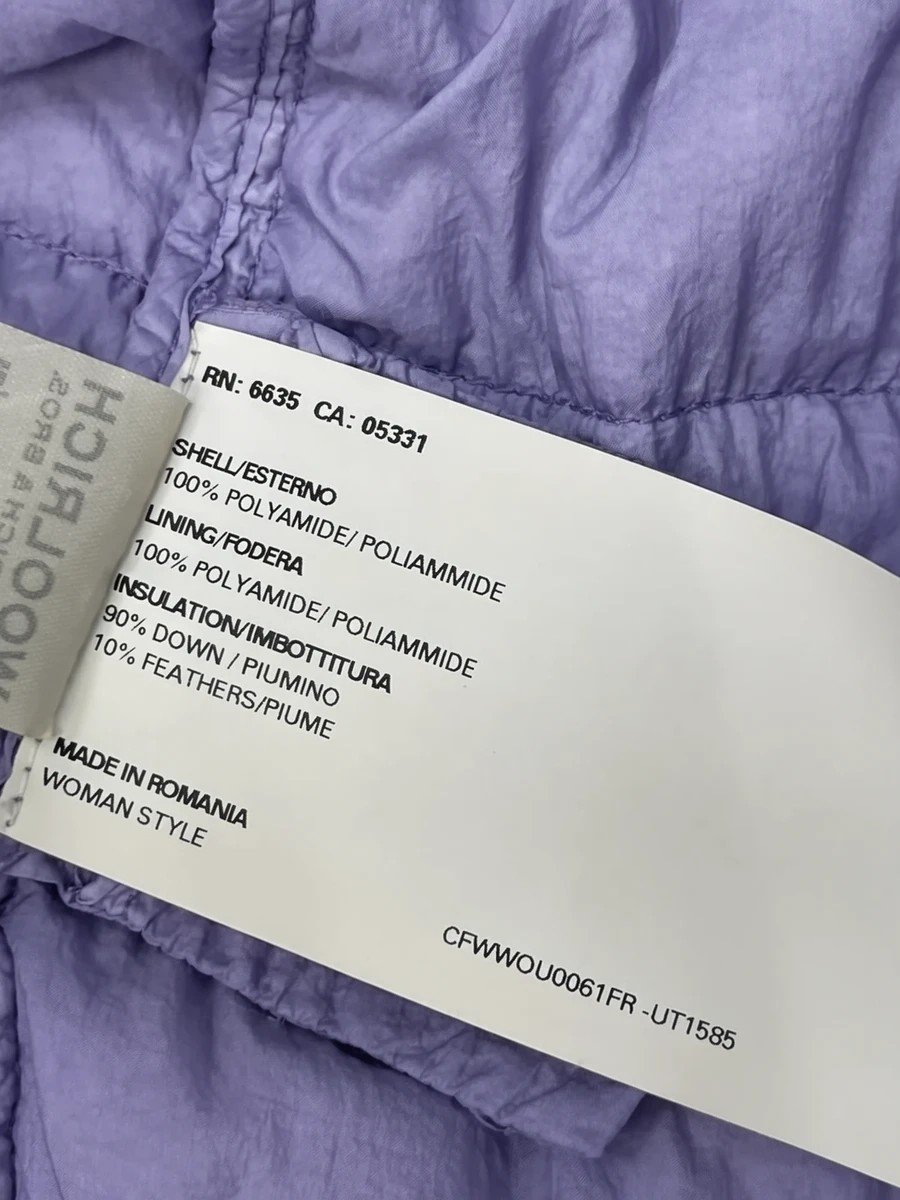 RN: 6635 CA: 05331
SHELL/ESTERNO
100% POLYAMIDE/ POLIAMMIDE
LINING/FODERA
100% POLYAMIDE/ POLIAMMIDE
INSULATION/IMBOTTITURA
90% DOWN / PIUMINO
10% FEATHERS/PIUME
MADE IN ROMANIA
WOMAN STYLE
CFWWOU0061FR -UT1585
WOOLRICH
& BROS.